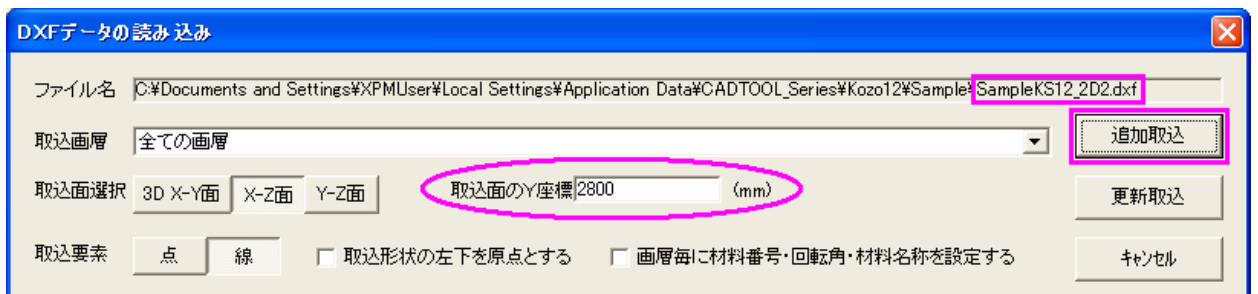 DXFデータの読み込み
ファイル名 C:¥Documents and Settings¥XPMUser¥Local Settings¥Application Data¥CADTOOL_Series¥Kozo12¥Sample¥SampleKS12_2D2.dxf
取込画層 全ての画層 追加取込
取込面選択 3D X-Y面 X-Z面 Y-Z面 取込面のY座標 2800 (mm) 更新取込
取込要素 点 線 取込形状の左下を原点とする 画層毎に材料番号・回転角・材料名称を設定する キャンセル